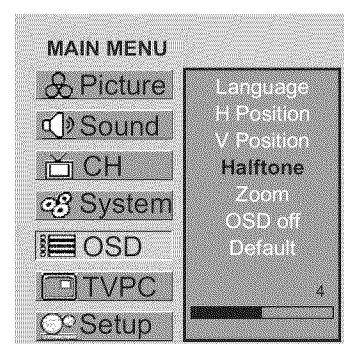 MAIN MENU
Picture
Sound
CH
System
OSD
TVPC
Setup
Language
H Position
V Position
Halftone
Zoom
OSD off
Default
4